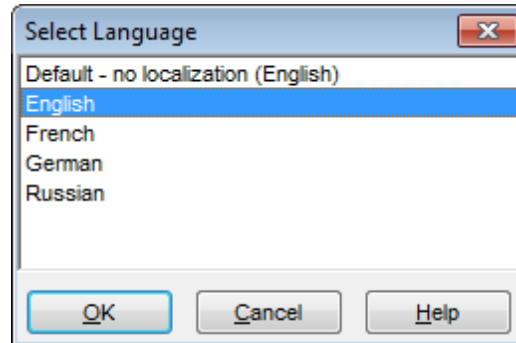 Select Language
Default - no localization (English)
English
French
German
Russian
OK Cancel Help